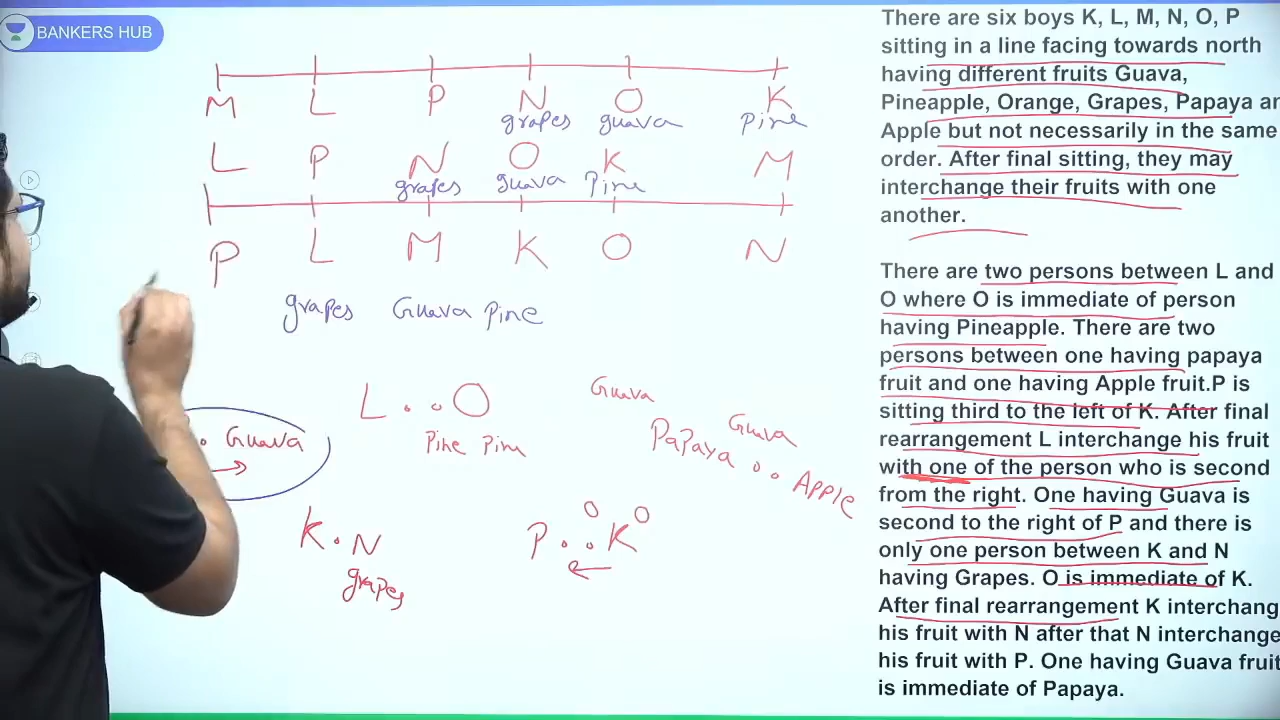 BANKERS HUB
M L P N O K
grapes guava Pine
L P N O K M
grapes guava Pine
P L M K O N
grapes Guava Pine
L . . . O
Pine Pine
Guava
Guava
Papaya . . Apple
. Guava
K . N
grapes
O O
P . . K
There are six boys K, L, M, N, O, P
sitting in a line facing towards north
having different fruits Guava,
Pineapple, Orange, Grapes, Papaya an
Apple but not necessarily in the same
order. After final sitting, they may
interchange their fruits with one
another.
There are two persons between L and
O where O is immediate of person
having Pineapple. There are two
persons between one having papaya
fruit and one having Apple fruit.P is
sitting third to the left of K. After final
rearrangement L interchange his fruit
with one of the person who is second
from the right. One having Guava is
second to the right of P and there is
only one person between K and N
having Grapes. O is immediate of K.
After final rearrangement K interchang
his fruit with N after that N interchange
his fruit with P. One having Guava fruit
is immediate of Papaya.